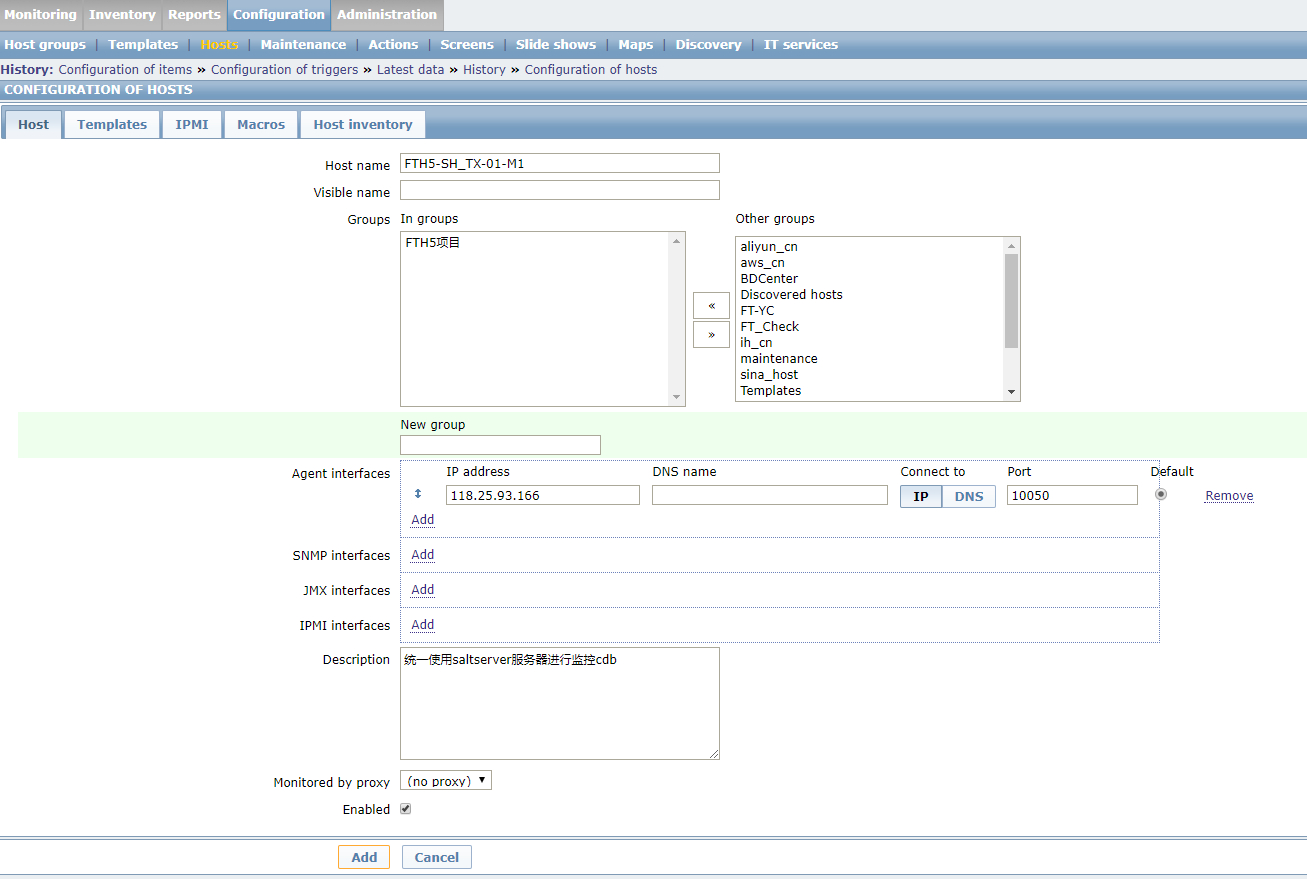 Monitoring Inventory Reports Configuration Administration
Host groups | Templates | Hosts | Maintenance | Actions | Screens | Slide shows | Maps | Discovery | IT services
History: Configuration of items » Configuration of triggers » Latest data » History » Configuration of hosts
CONFIGURATION OF HOSTS
Host Templates IPMI Macros Host inventory
Host name FTH5-SH_TX-01-M1
Visible name
Groups In groups Other groups
FTH5项目
aliyun_cn
aws_cn
BDCenter
Discovered hosts
FT-YC
FT_Check
ih_cn
maintenance
sina_host
Templates
«
»
New group
Agent interfaces IP address DNS name Connect to Port Default
118.25.93.166 IP DNS 10050 Remove
Add
SNMP interfaces Add
JMX interfaces Add
IPMI interfaces Add
Description 统一使用saltserver服务器进行监控cdb
Monitored by proxy (no proxy)
Enabled
Add Cancel